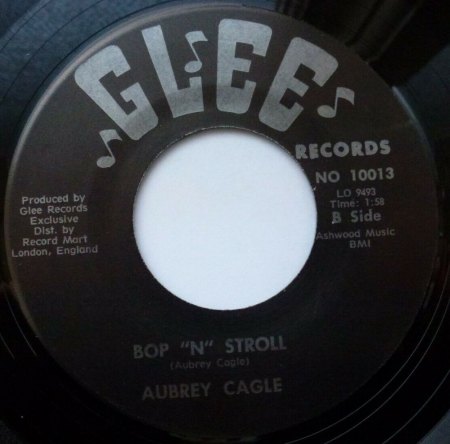 GLEE
RECORDS
NO 10013
LO 9493
Time: 1:58
B Side
Ashwood Music
BMI
Produced by
Glee Records
Exclusive
Dist. by
Record Mart
London, England
BOP "N" STROLL
(Aubrey Cagle)
AUBREY CAGLE